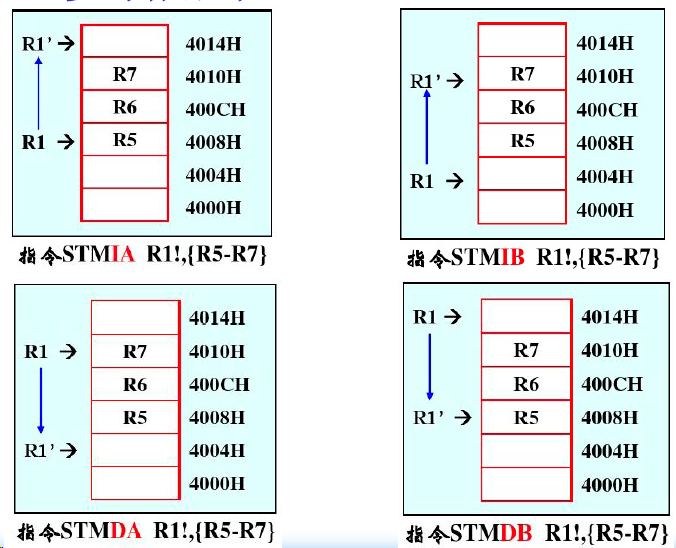 R1’→ 4014H
R7 4010H
R6 400CH
R1 → R5 4008H
4004H
4000H
指令STMIA R1!,{R5-R7}
4014H
R1’→ R7 4010H
R6 400CH
R5 4008H
R1 → 4004H
4000H
指令STMIB R1!,{R5-R7}
4014H
R1 → R7 4010H
R6 400CH
R5 4008H
R1’→ 4004H
4000H
指令STMDA R1!,{R5-R7}
R1 → 4014H
R7 4010H
R6 400CH
R1’→ R5 4008H
4004H
4000H
指令STMDB R1!,{R5-R7}